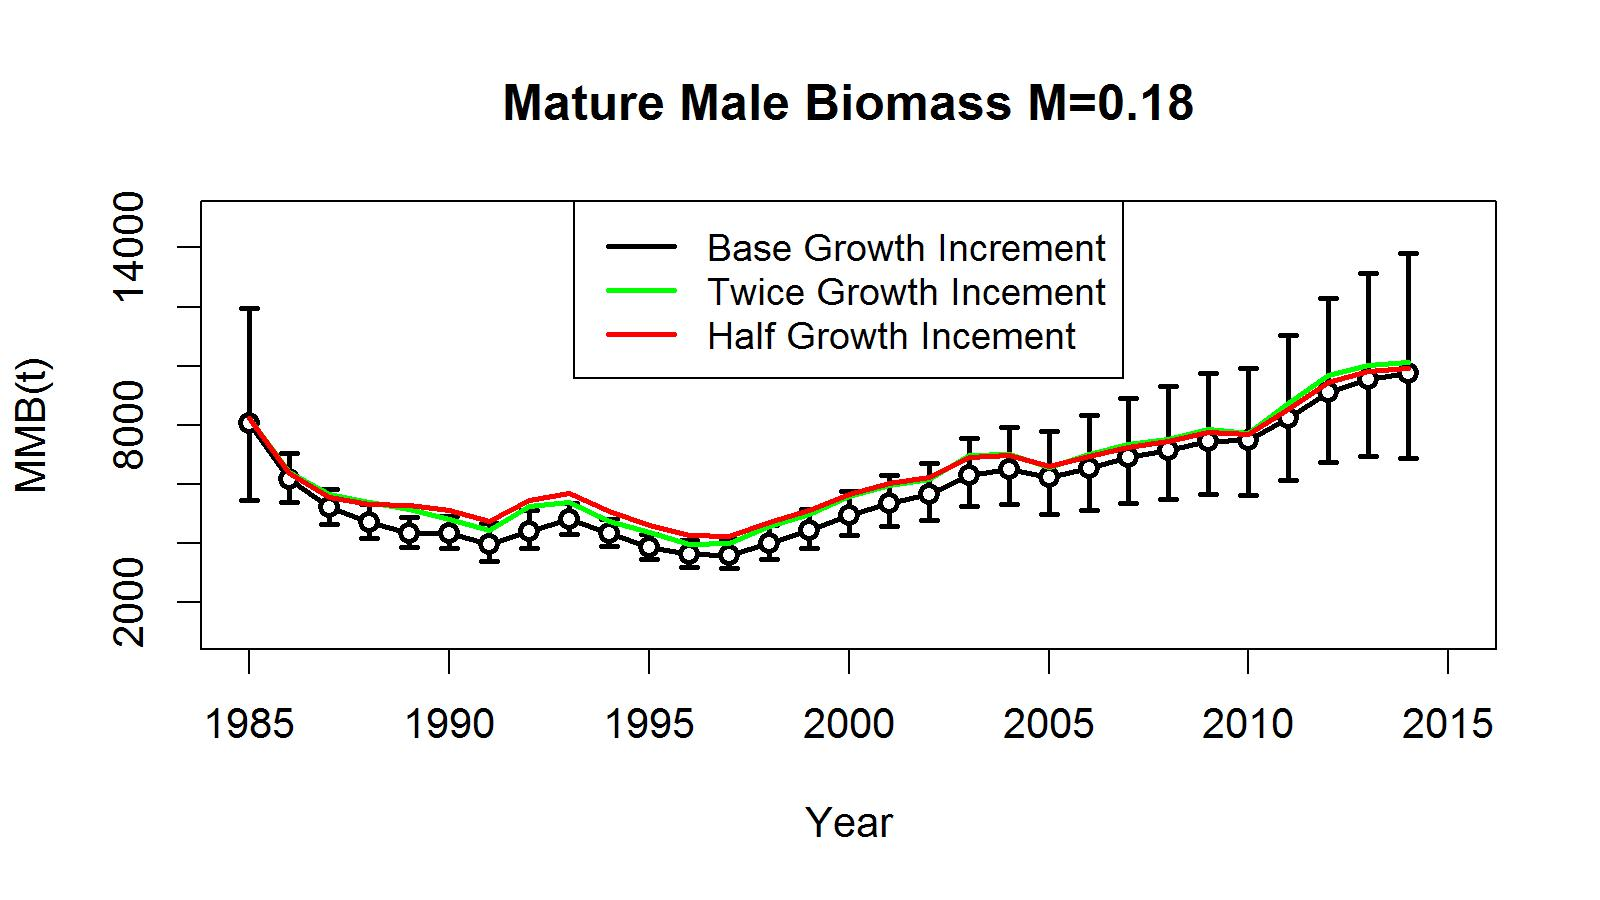 Mature Male Biomass M=0.18
Base Growth Increment
Twice Growth Incement
Half Growth Incement
MMB(t)
14000
8000
2000
1985 1990 1995 2000 2005 2010 2015
Year